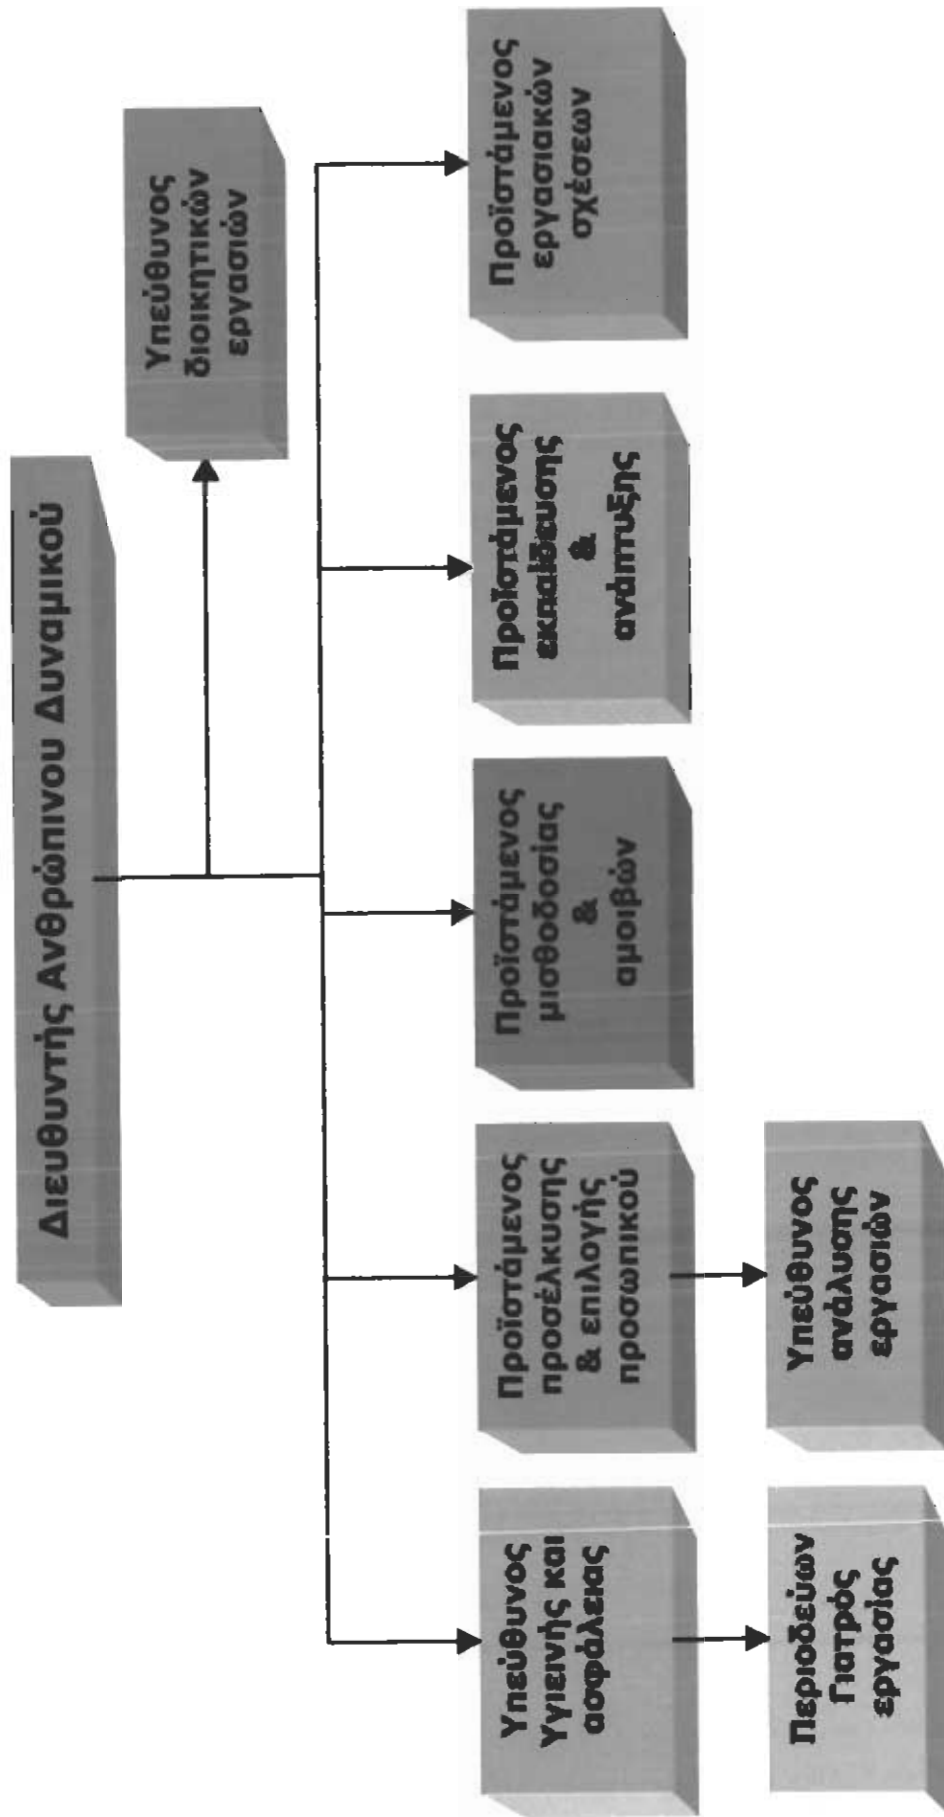 Διευθυντής Ανθρώπινου Δυναμικού
Υπεύθυνος
διοικητικών
εργασιών
Υπεύθυνος
Υγιεινής και
ασφάλειας
Προϊστάμενος
προσέλκυσης
& επιλογής
προσωπικού
Προϊστάμενος
μισθοδοσίας
&
αμοιβών
Προϊστάμενος
εκπαίδευσης
&
ανάπτυξης
Προϊστάμενος
εργασιακών
σχέσεων
Περιοδεύων
Γιατρός
εργασίας
Υπεύθυνος
ανάλυσης
εργασιών